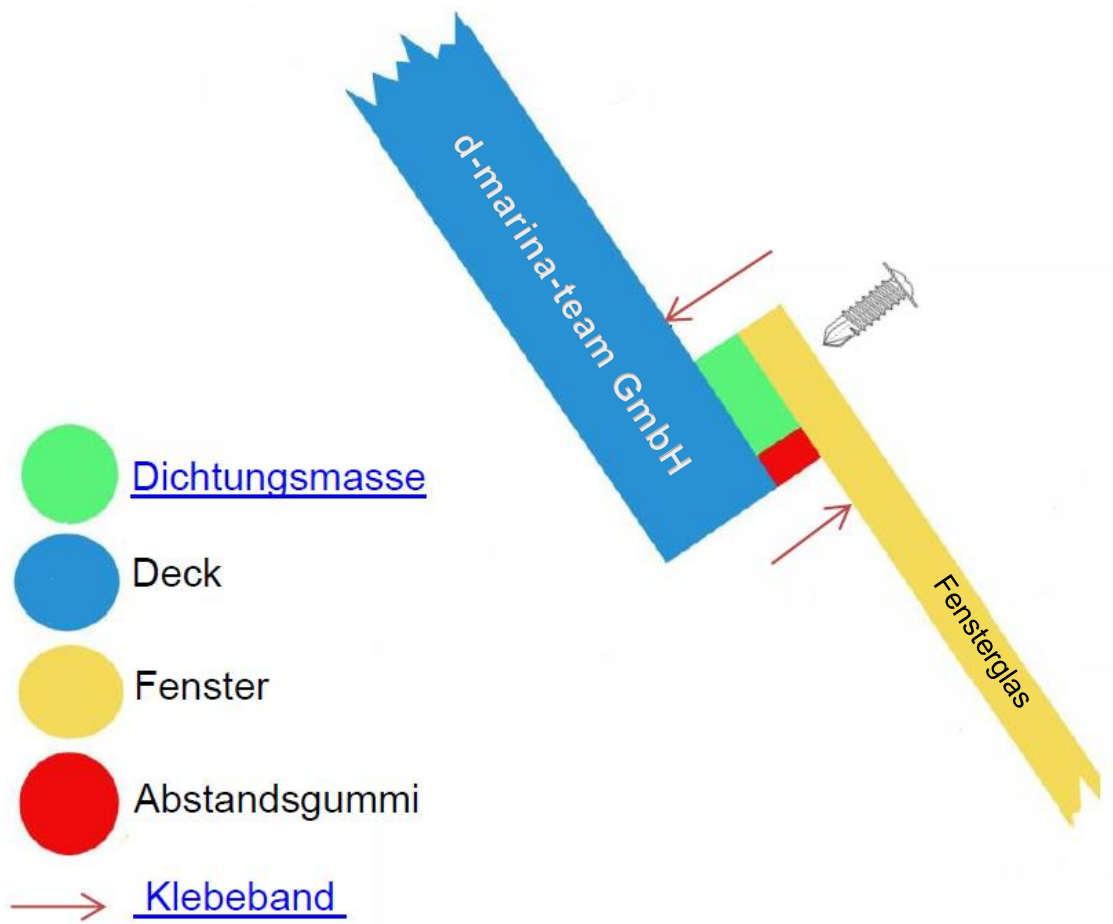 d-marina-team GmbH
Fensterglas
Dichtungsmasse
Deck
Fenster
Abstandsgummi
Klebeband